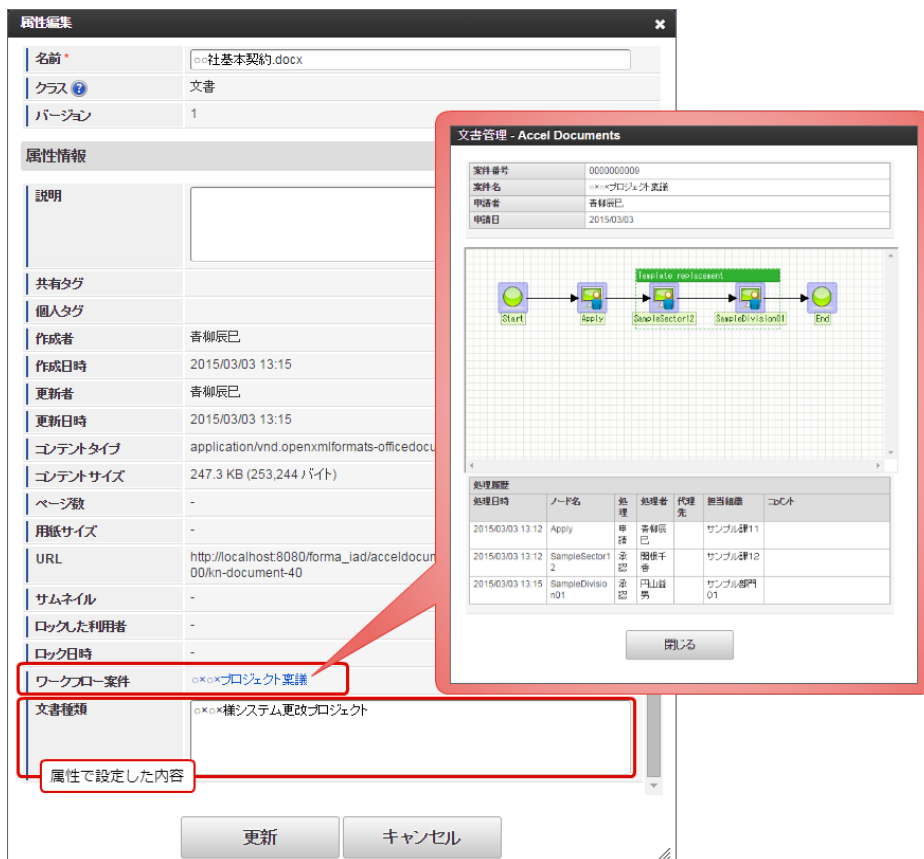 属性編集
名前*
○○社基本契約.docx
クラス
文書
バージョン
1
属性情報
説明
共有タグ
個人タグ
作成者
青柳辰巳
作成日時
2015/03/03 13:15
更新者
青柳辰巳
更新日時
2015/03/03 13:15
コンテントタイプ
application/vnd.openxmlformats-officedocu
コンテントサイズ
247.3 KB (253,244 バイト)
ページ数
-
用紙サイズ
-
URL
http://localhost:8080/forma_iad/acceldocum
00/kn-document-40
サムネイル
-
ロックした利用者
-
ロック日時
-
ワークフロー案件
○×○×プロジェクト稟議
文書種類
○×○×様システム更改プロジェクト
属性で設定した内容
更新
キャンセル
文書管理 - Accel Documents
案件番号
0000000009
案件名
○×○×プロジェクト稟議
申請者
青柳辰巳
申請日
2015/03/03
Template replacement
Start
Apply
SampleSector12
SampleDivision01
End
処理履歴
処理日時 ノード名 処理 処理者 代理先 担当組織 コメント
2015/03/03 13:12 Apply 申請 青柳辰巳 サンプル課11
2015/03/03 13:12 SampleSector12 承認 関根千香 サンプル課12
2015/03/03 13:15 SampleDivision01 承認 円山益男 サンプル部門01
閉じる